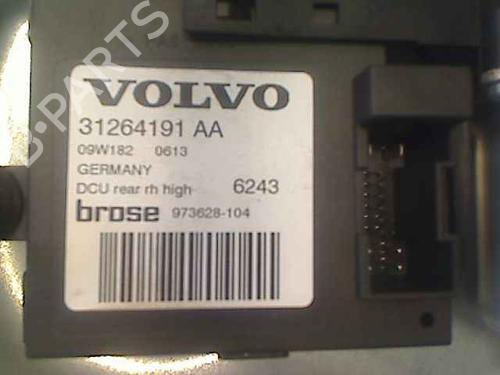 VOLVO
31264191 AA
09W182 0613
GERMANY
DCU rear rh high 6243
brose 973628-104
B-PARTS